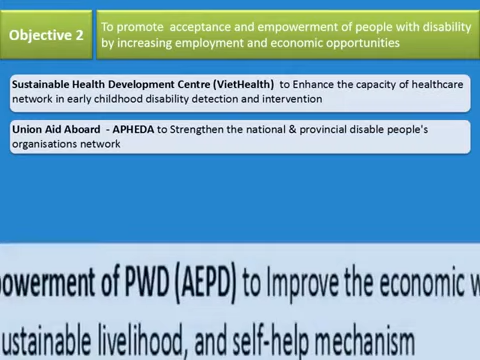 Objective 2
To promote acceptance and empowerment of people with disability
by increasing employment and economic opportunities
Sustainable Health Development Centre (VietHealth) to Enhance the capacity of healthcare
network in early childhood disability detection and intervention
Union Aid Aboard - APHEDA to Strengthen the national & provincial disable people's
organisations network
powerment of PWD (AEPD) to Improve the economic w
ustainable livelihood, and self-help mechanism